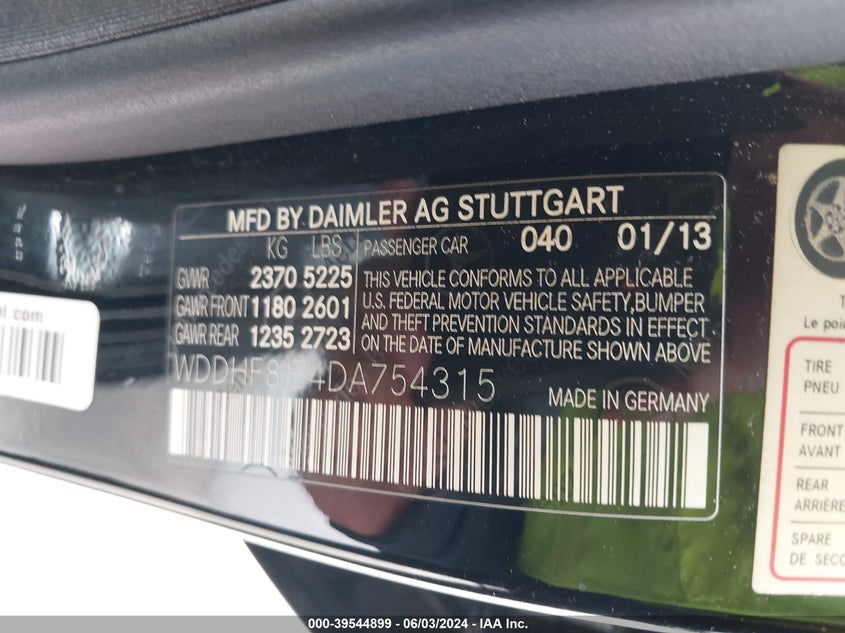 MFD BY DAIMLER AG STUTTGART
KG LBS PASSENGER CAR 040 01/13
GVWR 2370 5225
GAWR FRONT 1180 2601
GAWR REAR 1235 2723
THIS VEHICLE CONFORMS TO ALL APPLICABLE
U.S. FEDERAL MOTOR VEHICLE SAFETY, BUMPER
AND THEFT PREVENTION STANDARDS IN EFFECT
ON DATE OF MANUFACTURE SHOWN ABOVE
WDDHF8JB4DA754315
MADE IN GERMANY
Le
TIRE
PNEU
FRONT
AVANT
REAR
ARRIÈRE
SPARE
DE
000-39544899 | 06/03/2024 | IAA Inc.